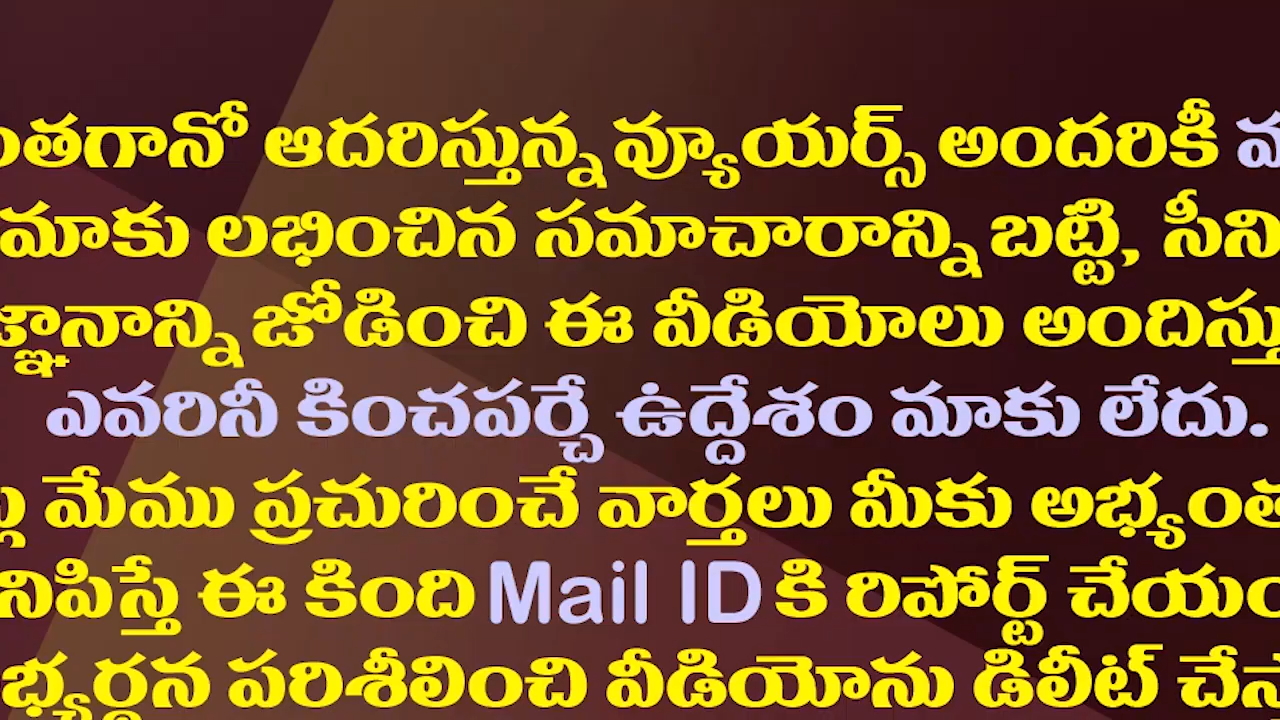 ఆదరిస్తున్న వ్యూయర్స్ అందరికీ
మాకు లభించిన సమాచారాన్ని బట్టి,
జోడించి ఈ వీడియోలు
ఎవరినీ కించపర్చే ఉద్దేశం మాకు లేదు.
మేము ప్రచురించే వార్తలు మీకు
ఈ కింది Mail ID కి రిపోర్ట్
పరిశీలించి వీడియోను డిలీట్